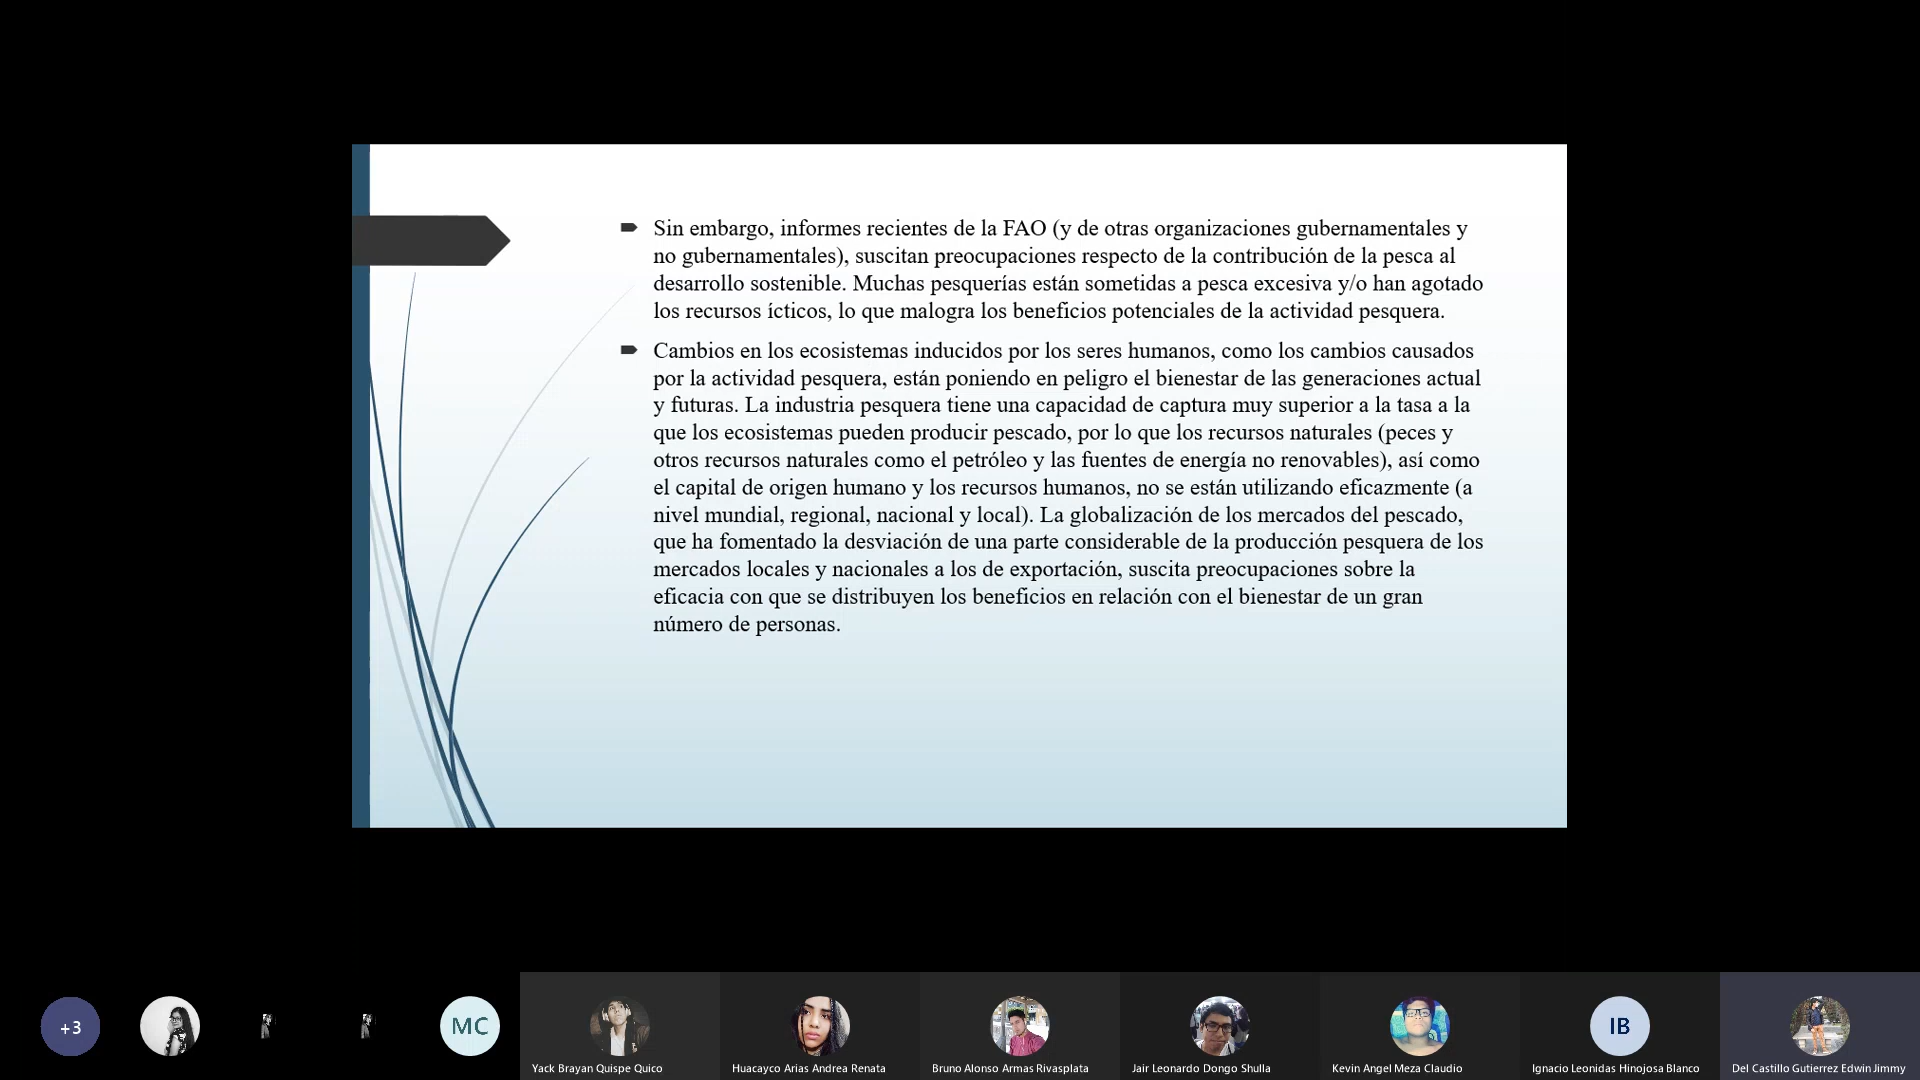 Sin embargo, informes recientes de la FAO (y de otras organizaciones gubernamentales y
no gubernamentales), suscitan preocupaciones respecto de la contribución de la pesca al
desarrollo sostenible. Muchas pesquerías están sometidas a pesca excesiva y/o han agotado
los recursos ícticos, lo que malogra los beneficios potenciales de la actividad pesquera.
Cambios en los ecosistemas inducidos por los seres humanos, como los cambios causados
por la actividad pesquera, están poniendo en peligro el bienestar de las generaciones actual
y futuras. La industria pesquera tiene una capacidad de captura muy superior a la tasa a la
que los ecosistemas pueden producir pescado, por lo que los recursos naturales (peces y
otros recursos naturales como el petróleo y las fuentes de energía no renovables), así como
el capital de origen humano y los recursos humanos, no se están utilizando eficazmente (a
nivel mundial, regional, nacional y local). La globalización de los mercados del pescado,
que ha fomentado la desviación de una parte considerable de la producción pesquera de los
mercados locales y nacionales a los de exportación, suscita preocupaciones sobre la
eficacia con que se distribuyen los beneficios en relación con el bienestar de un gran
número de personas.
+3
MC
IB
Yack Brayan Quispe Quico
Huacayco Arias Andrea Renata
Bruno Alonso Armas Rivasplata
Jair Leonardo Dongo Shulla
Kevin Angel Meza Claudio
Ignacio Leonidas Hinojosa Blanco
Del Castillo Gutierrez Edwin Jimmy